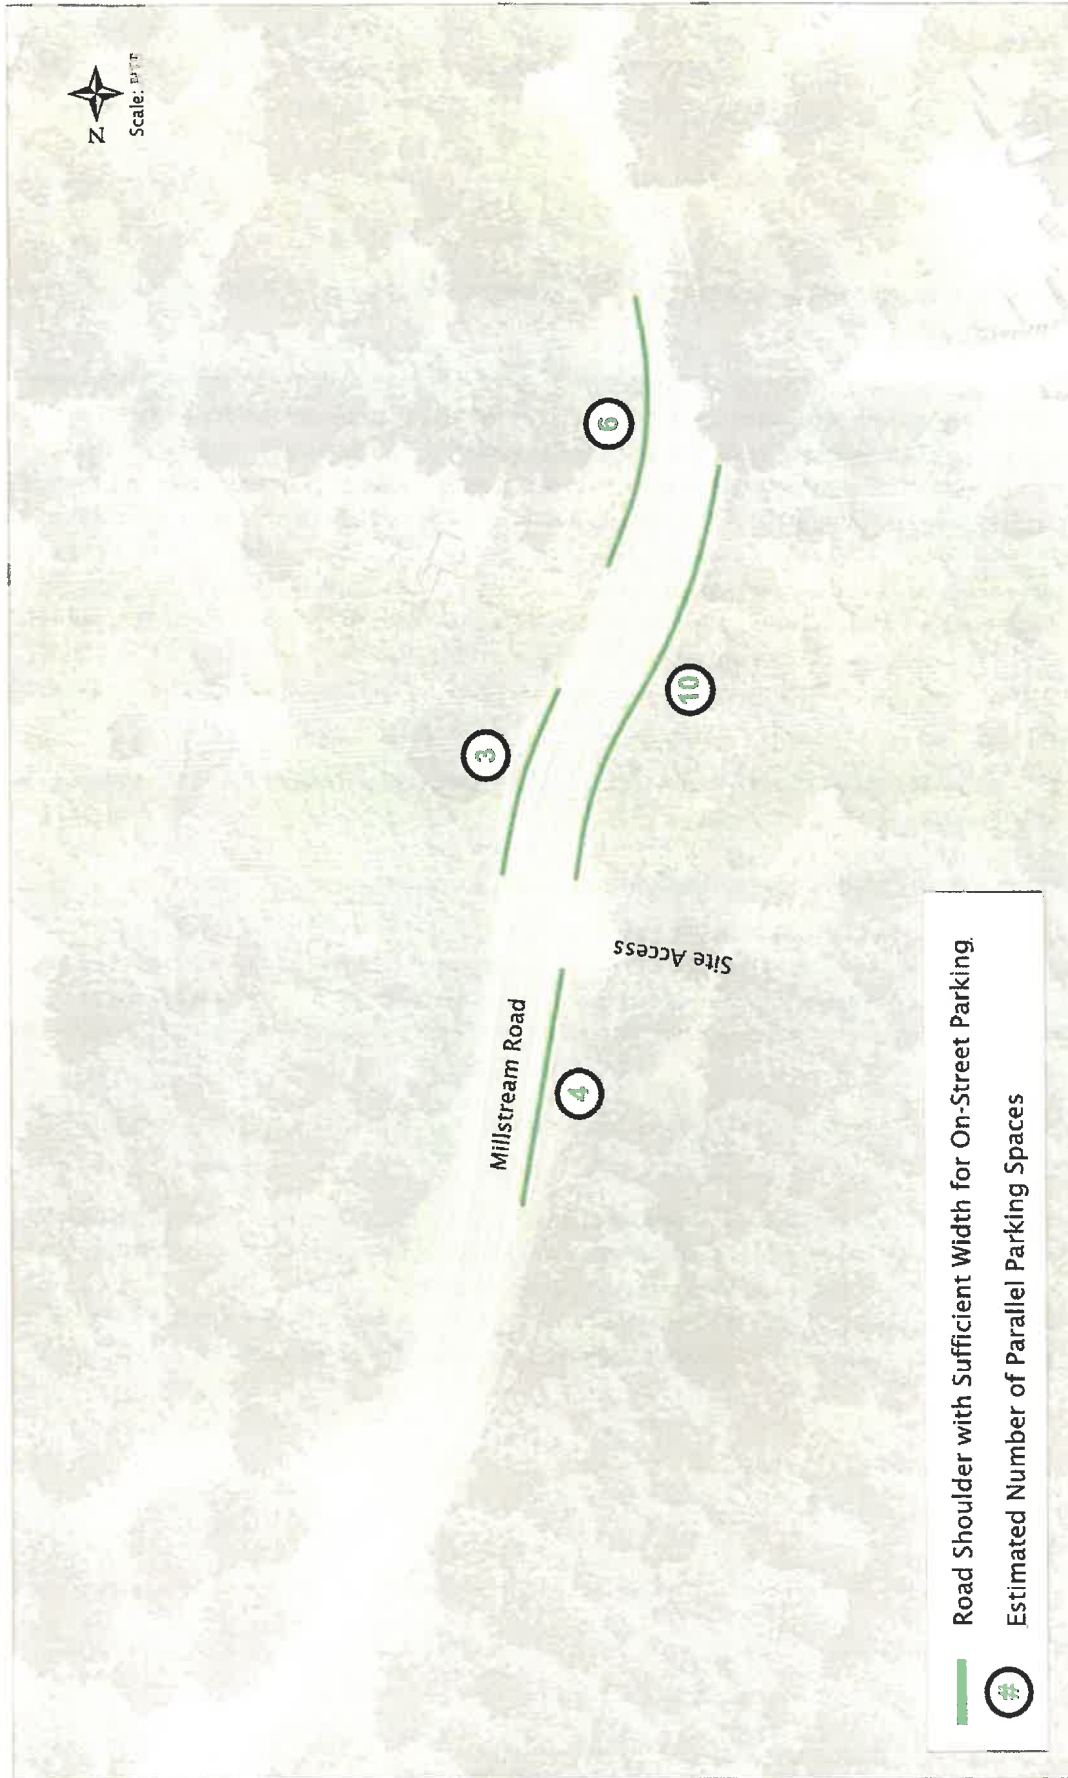 N
Scale:
6
3
10
Site Access
Millstream Road
4
Road Shoulder with Sufficient Width for On-Street Parking
# Estimated Number of Parallel Parking Spaces